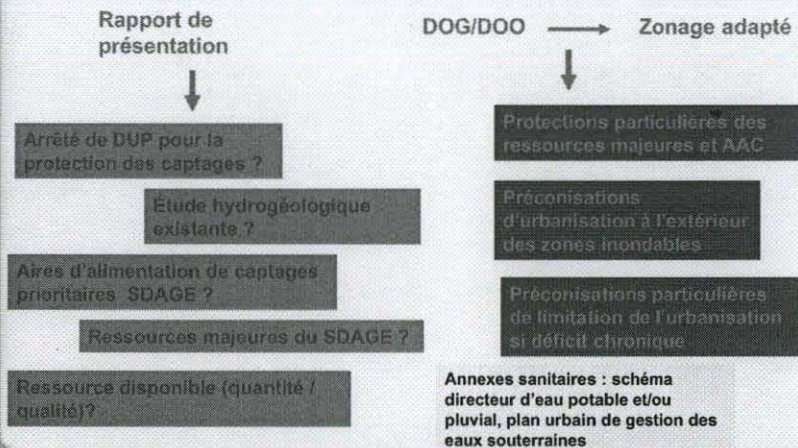 Rapport de
présentation
Arrêté de DUP pour la
protection des captages ?
Étude hydrogéologique
existante ?
Aires d'alimentation de captages
prioritaires SDAGE ?
Ressources majeures du SDAGE ?
Ressource disponible (quantité /
qualité)?
DOG/DOO
Zonage adapté
Protections particulières des
ressources majeures et AAC
Préconisations
d'urbanisation à l'extérieur
des zones inondables
Préconisations particulières
de limitation de l'urbanisation
si déficit chronique
Annexes sanitaires : schéma
directeur d'eau potable et/ou
pluvial, plan urbain de gestion des
eaux souterraines